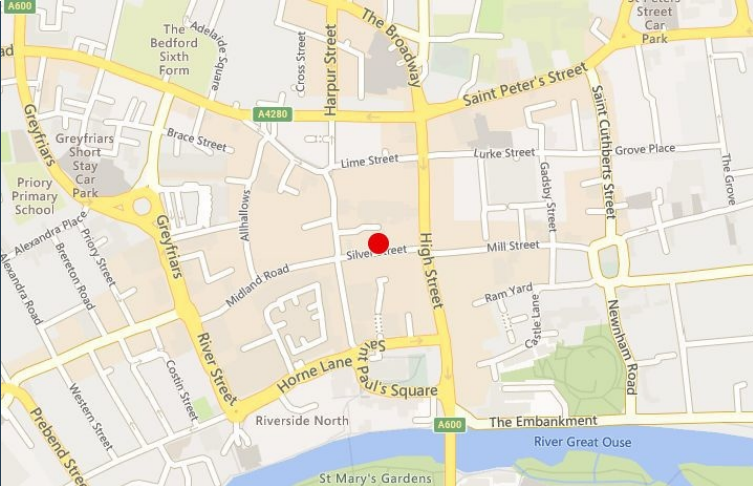 A600
The Broadway
St Peters
Street
Car
Park
Adelaide Square
The
Bedford
Sixth
Form
Cross Street
Harpur Street
Saint Peter's Street
A4280
Greyfriars
Brace Street
Greyfriars
Short
Stay
Car
Park
Lime Street
Lurke Street
Grove Place
Saint Cuthberts Street
Gadsby Street
The Grove
Priory
Primary
School
Allhallows
Alexandra Place
Priory Street
Greyfriars
Silver Street
High Street
Mill Street
Brereton Road
Alexandra Road
Midland Road
Ram Yard
Castle Lane
Newnham Road
River Street
Horne Lane
Saint Paul's Square
Costin Street
Western Street
Prebend Stree
Riverside North
A600
The Embankment
River Great Ouse
St Mary's Gardens